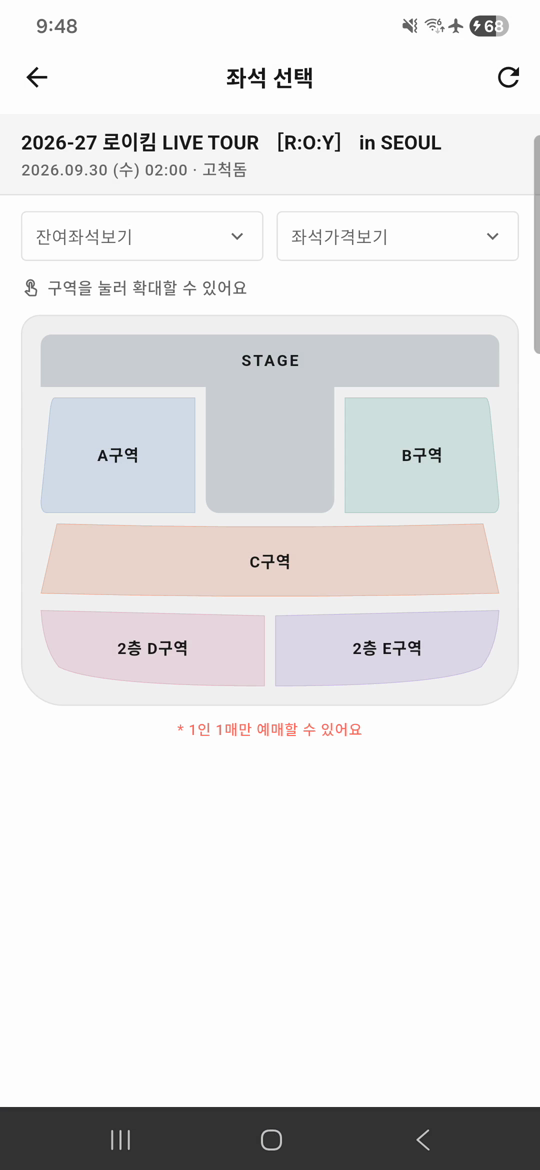 9:48
68
좌석 선택
2026-27 로이킴 LIVE TOUR ［R:O:Y］ in SEOUL
2026.09.30 (수) 02:00 · 고척돔
잔여좌석보기
좌석가격보기
구역을 눌러 확대할 수 있어요
STAGE
A구역
B구역
C구역
2층 D구역
2층 E구역
* 1인 1매만 예매할 수 있어요